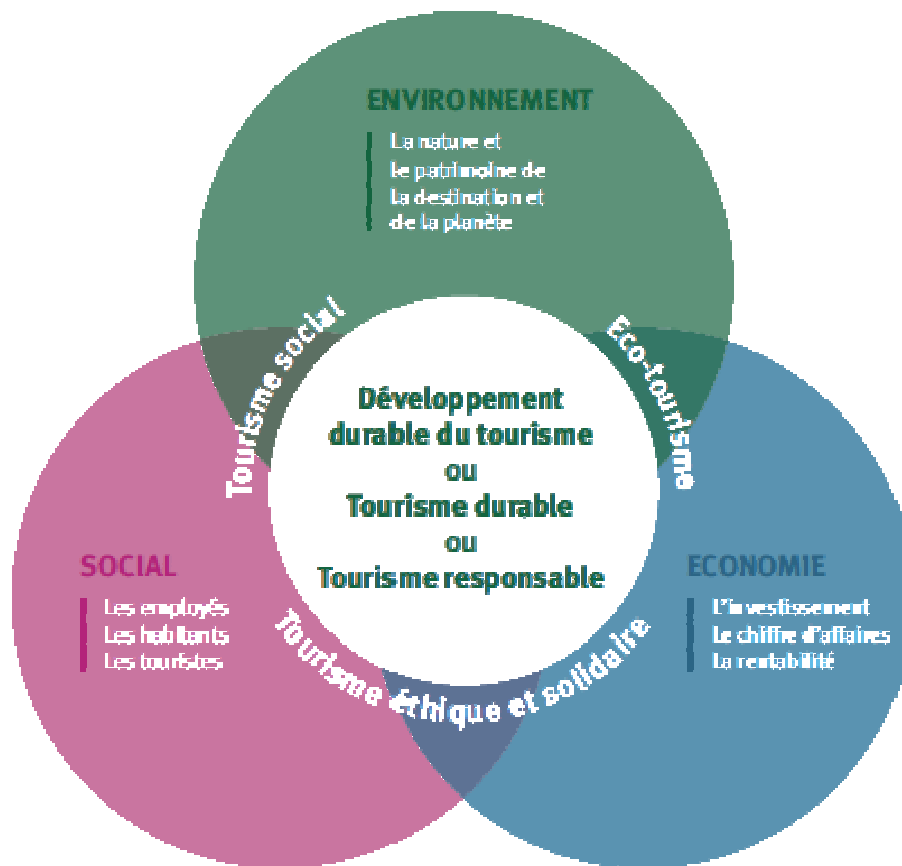 ENVIRONNEMENT
La nature et
le patrimoine de
la destination et
de la planète
Tourisme social
Eco-tourisme
Développement
durable du tourisme
ou
Tourisme durable
ou
Tourisme responsable
SOCIAL
Les employés
Les habitants
Les touristes
ECONOMIE
L'investissement
Le chiffre d'affaires
La rentabilité
Tourisme éthique et solidaire